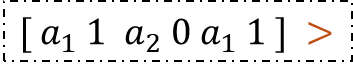 [ a₁ 1 a₂ 0 a₁ 1 ] >